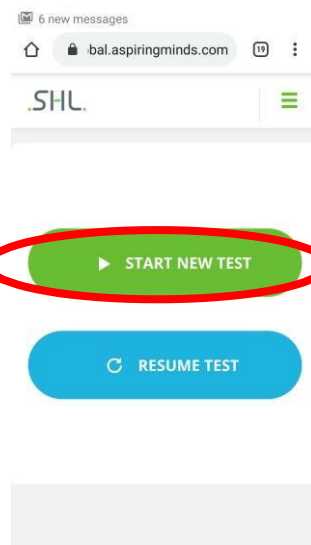 6 new messages
bal.aspiringminds.com 19
.SHL.
START NEW TEST
RESUME TEST